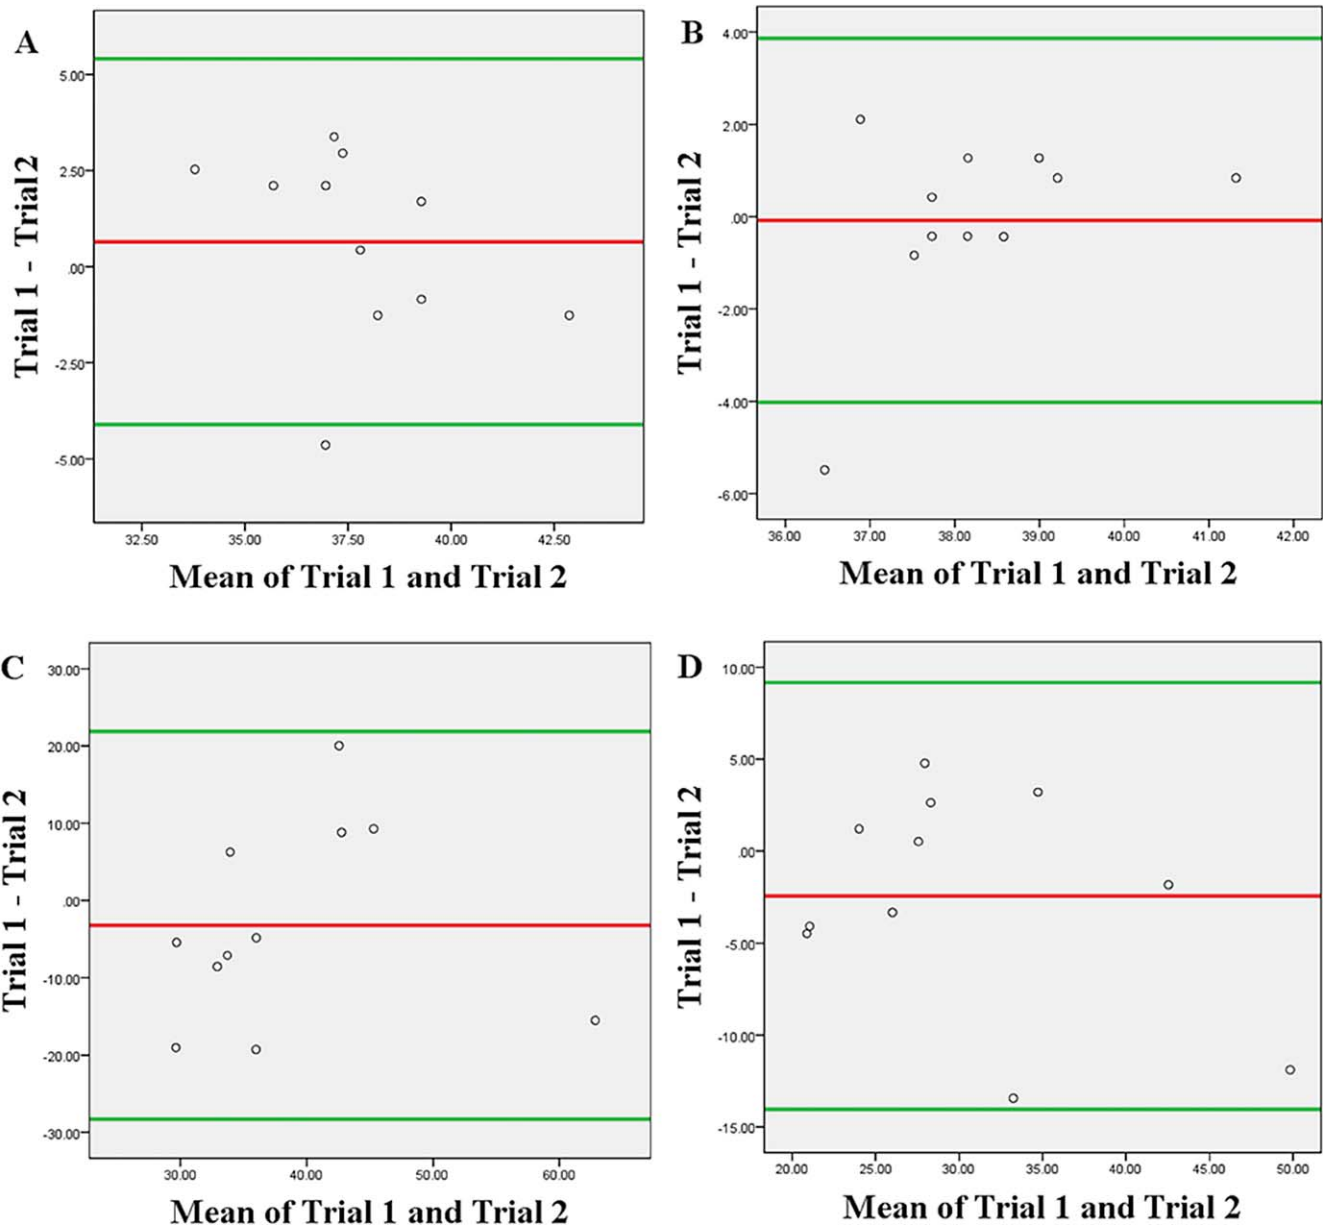 A
Trial 1 - Trial2
5.00
2.50
.00
-2.50
-5.00
32.50 35.00 37.50 40.00 42.50
Mean of Trial 1 and Trial 2
B
Trial 1 - Trial 2
4.00
2.00
.00
-2.00
-4.00
-6.00
36.00 37.00 38.00 39.00 40.00 41.00 42.00
Mean of Trial 1 and Trial 2
C
Trial 1 - Trial 2
30.00
20.00
10.00
.00
-10.00
-20.00
-30.00
30.00 40.00 50.00 60.00
Mean of Trial 1 and Trial 2
D
Trial 1 - Trial 2
10.00
5.00
.00
-5.00
-10.00
-15.00
20.00 25.00 30.00 35.00 40.00 45.00 50.00
Mean of Trial 1 and Trial 2